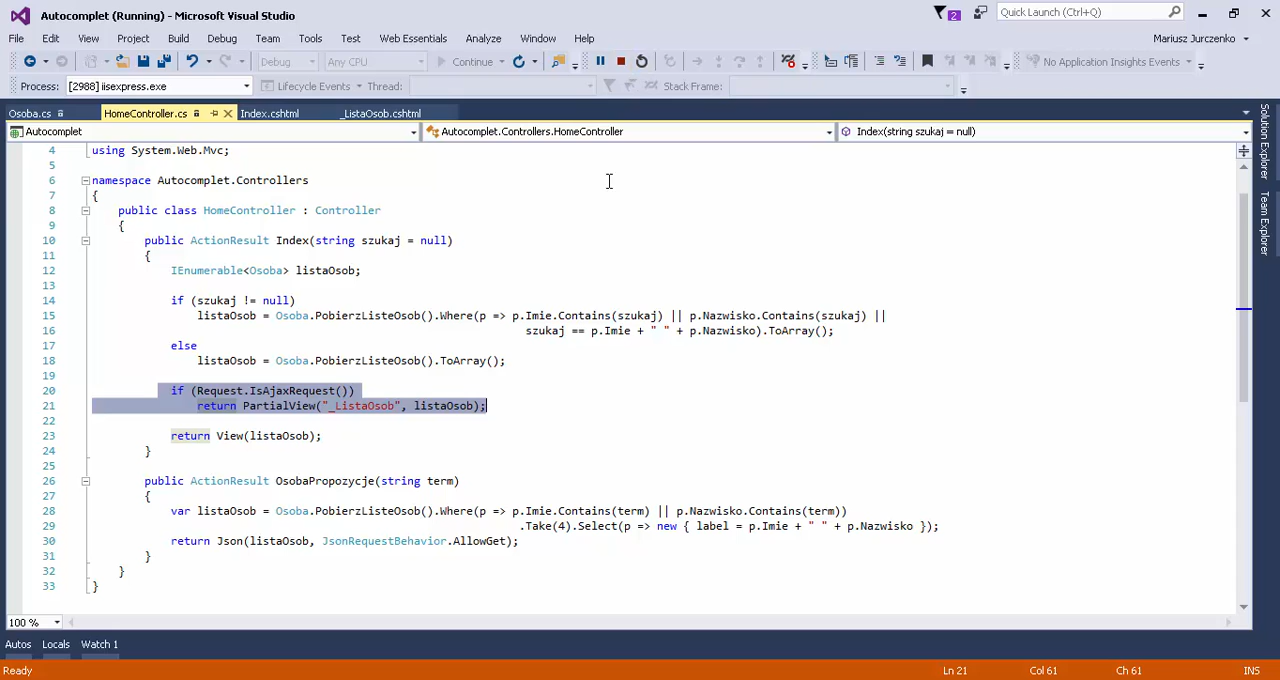 Autocomplet (Running) - Microsoft Visual Studio
2
Quick Launch (Ctrl+Q)
File Edit View Project Build Debug Team Tools Test Web Essentials Analyze Window Help
Mariusz Jurczenko
Debug Any CPU Continue No Application Insights Events
Process: [2988] iisexpress.exe Lifecycle Events Thread: Stack Frame:
Osoba.cs HomeController.cs Index.cshtml _ListaOsob.cshtml
Autocomplet Autocomplet.Controllers.HomeController Index(string szukaj = null)
4 using System.Web.Mvc;
5
6 namespace Autocomplet.Controllers
7 {
8 public class HomeController : Controller
9 {
10 public ActionResult Index(string szukaj = null)
11 {
12 IEnumerable<Osoba> listaOsob;
13
14 if (szukaj != null)
15 listaOsob = Osoba.PobierzListeOsob().Where(p => p.Imie.Contains(szukaj) || p.Nazwisko.Contains(szukaj) ||
16 szukaj == p.Imie + " " + p.Nazwisko).ToArray();
17 else
18 listaOsob = Osoba.PobierzListeOsob().ToArray();
19
20 if (Request.IsAjaxRequest())
21 return PartialView("_ListaOsob", listaOsob);
22
23 return View(listaOsob);
24 }
25
26 public ActionResult OsobaPropozycje(string term)
27 {
28 var listaOsob = Osoba.PobierzListeOsob().Where(p => p.Imie.Contains(term) || p.Nazwisko.Contains(term))
29 .Take(4).Select(p => new { label = p.Imie + " " + p.Nazwisko });
30 return Json(listaOsob, JsonRequestBehavior.AllowGet);
31 }
32 }
33 }
100 %
Autos Locals Watch 1
Ready Ln 21 Col 61 Ch 61 INS
Solution Explorer
Team Explorer